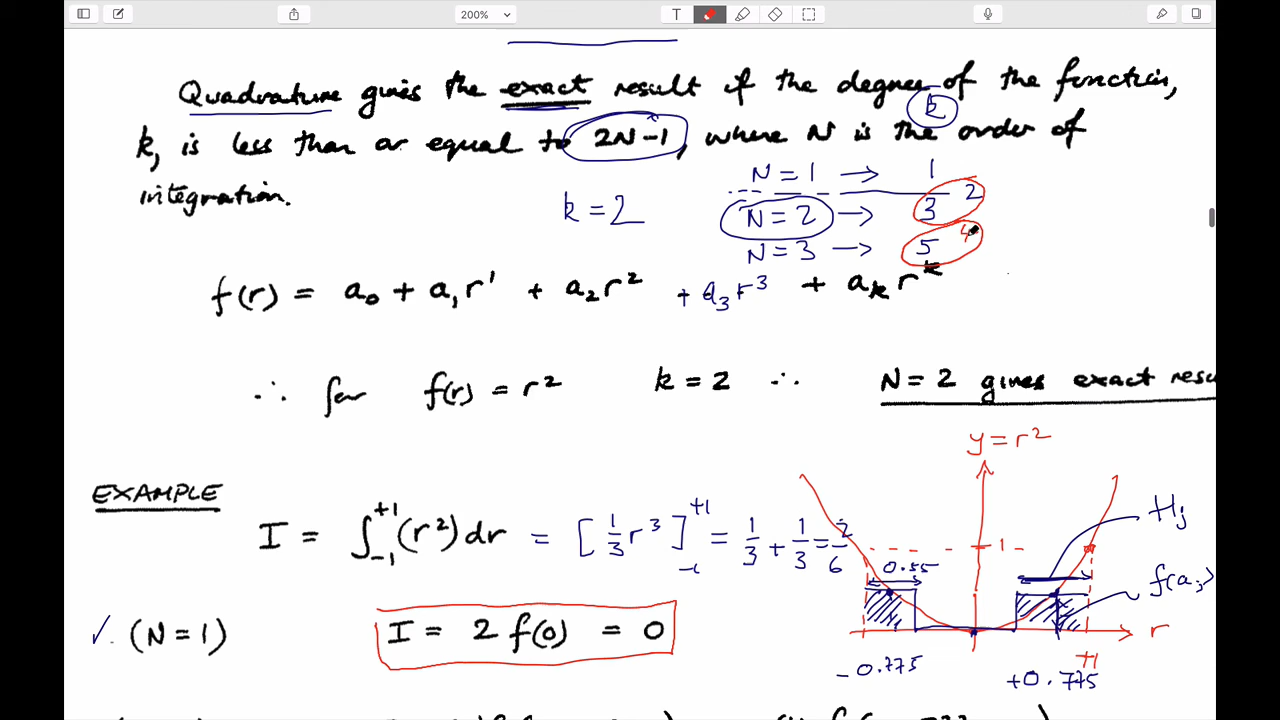 200%
T
Quadrature gives the exact result if the degree of the function,
k
k, is less than or equal to 2N-1, where N is the order of
integration.
k = 2
N = 1 → 1
N = 2 → 3 2
N = 3 → 5 4
f(r) = a₀ + a₁r¹ + a₂r² + a₃r³ + aₖrᵏ
∴ for f(r) = r² k = 2 ∴ N = 2 gives exact
y = r²
EXAMPLE
I = ∫₋₁⁺¹ (r²) dr = [⅓ r³]₋₁⁺¹ = 1/3 + 1/3 = 2/6
1
Hj
0.55
f(aj)
✓. (N = 1) I = 2 f(0) = 0
r
-0.775
+1
+0.775